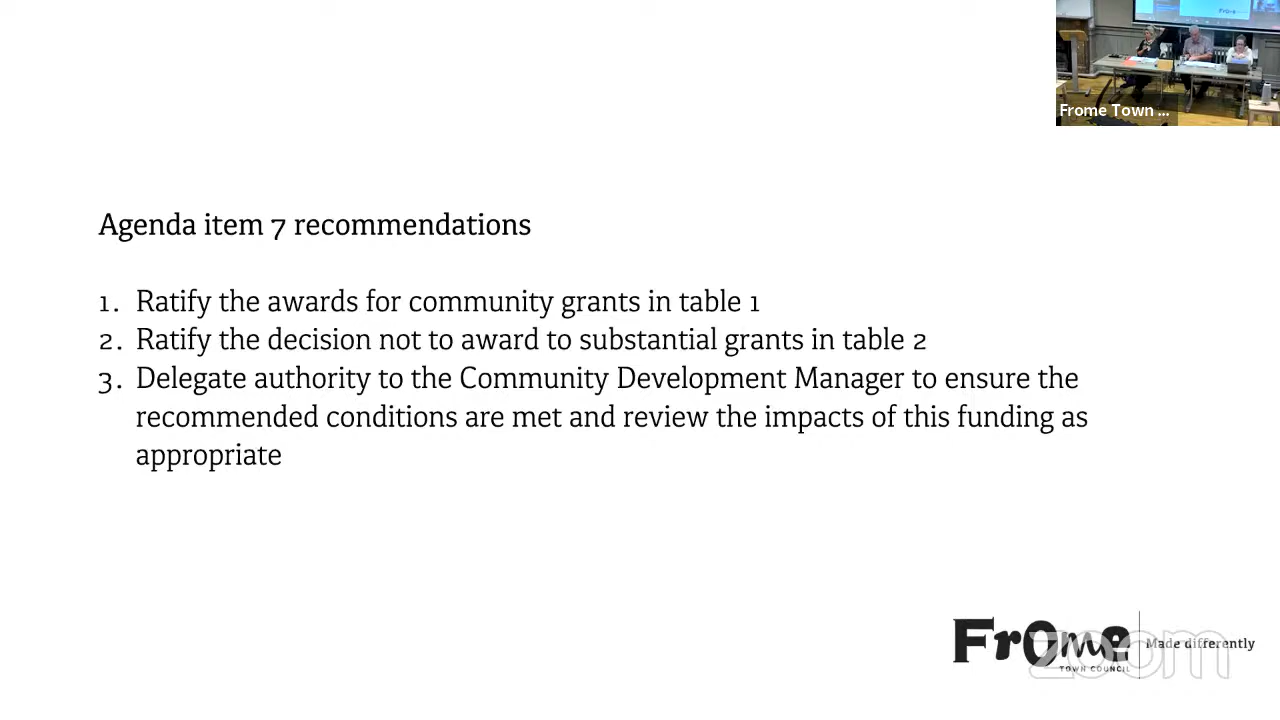 Frome
Frome Town ...
Agenda item 7 recommendations
1. Ratify the awards for community grants in table 1
2. Ratify the decision not to award to substantial grants in table 2
3. Delegate authority to the Community Development Manager to ensure the
recommended conditions are met and review the impacts of this funding as
appropriate
Frome
TOWN COUNCIL
Made differently
zoom